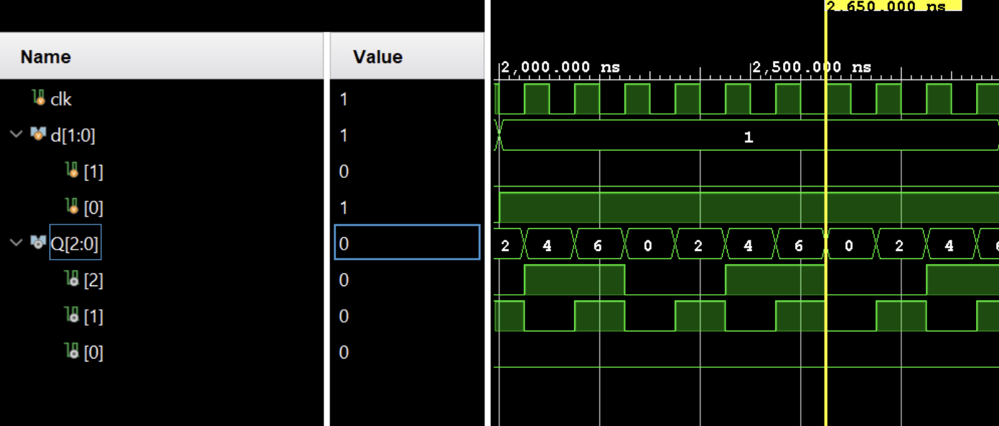 2,650.000 ns
Name Value
2,000.000 ns 2,500.000 ns
clk 1
d[1:0] 1 1
[1] 0
[0] 1
Q[2:0] 0 2 4 6 0 2 4 6 0 2 4 6
[2] 0
[1] 0
[0] 0